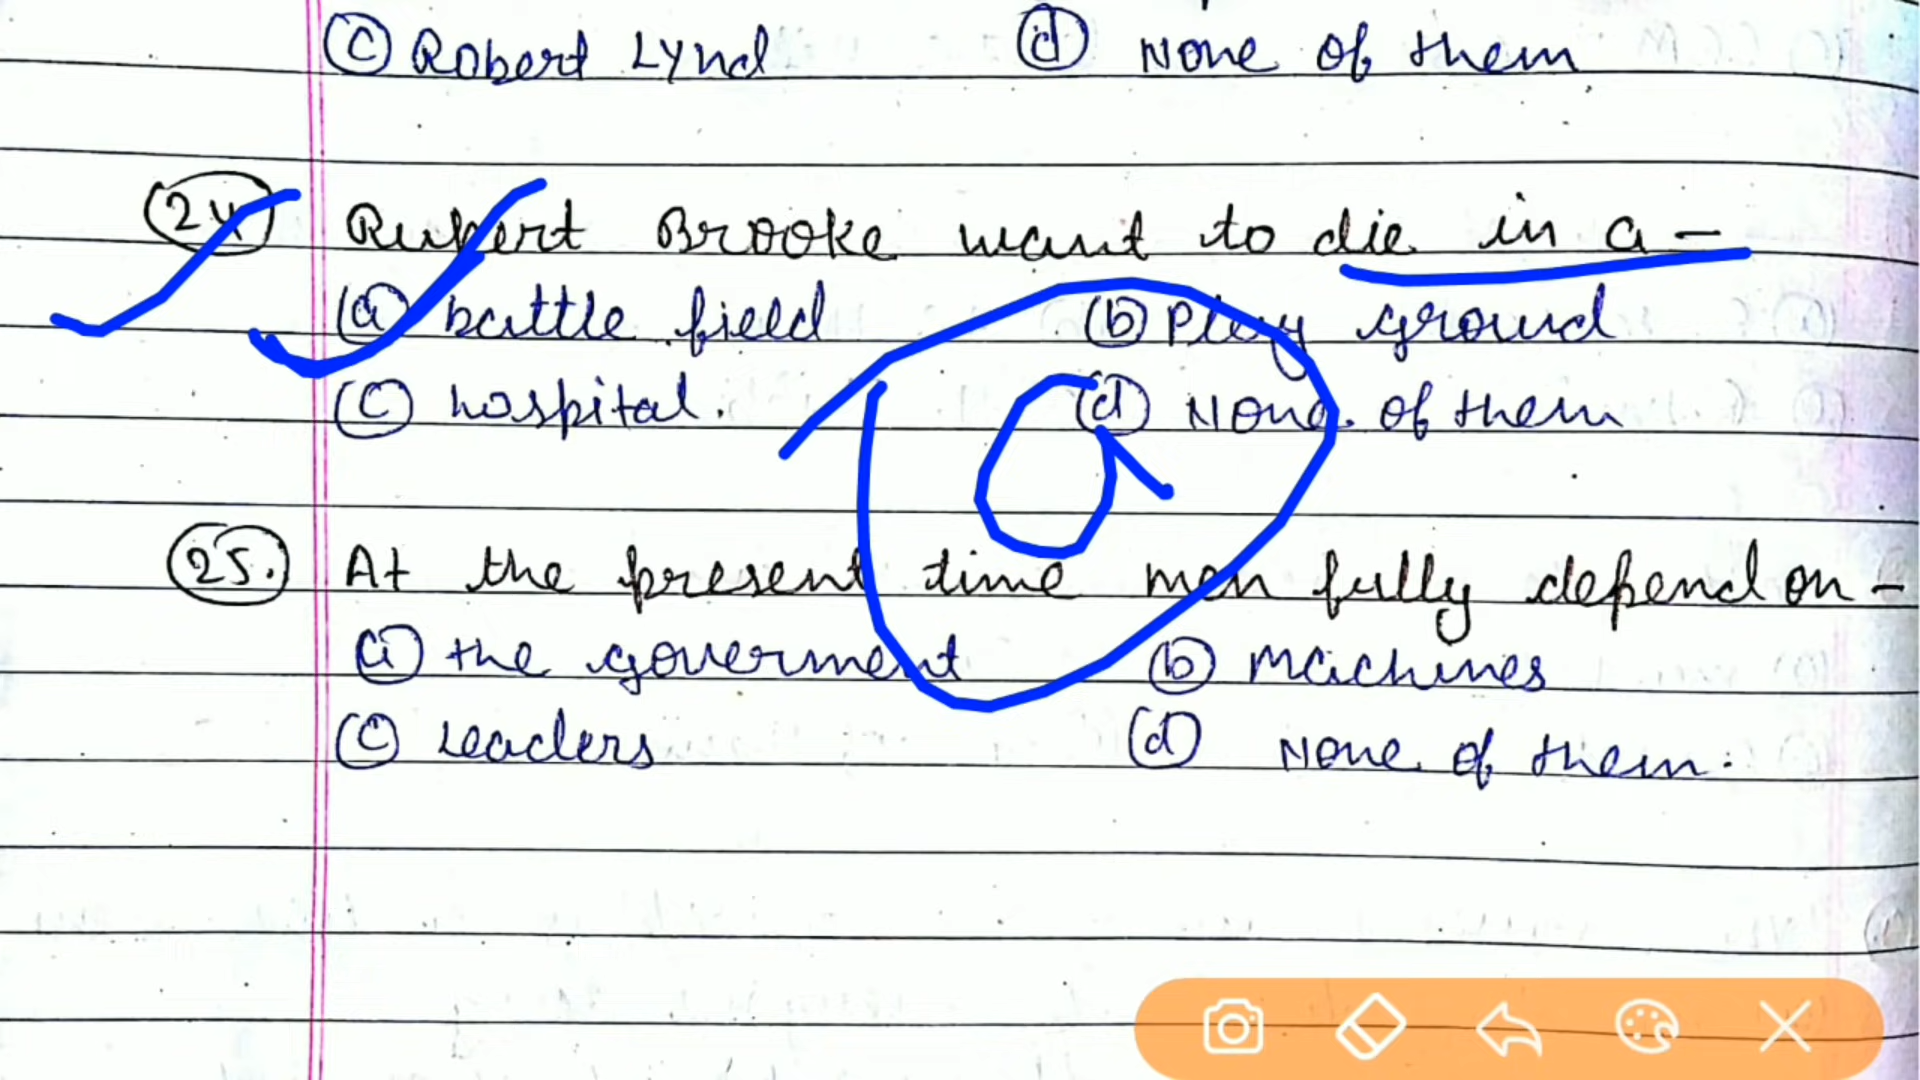 (c) Robert Lynd (d) None of them
(24) Rupert Brooke want to die in a -
(a) battle field (b) Play ground
(c) hospital. (d) None of them
a
(25.) At the present time men fully depend on -
(a) the goverment (b) Machines
(c) Leaders (d) None of them.